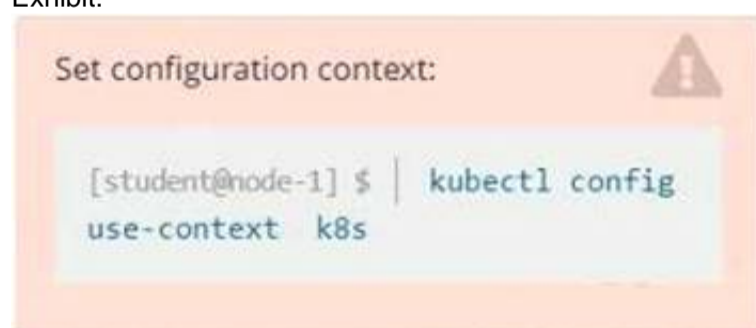 Exhibit:
Set configuration context:
[student@node-1] $ | kubectl config
use-context k8s